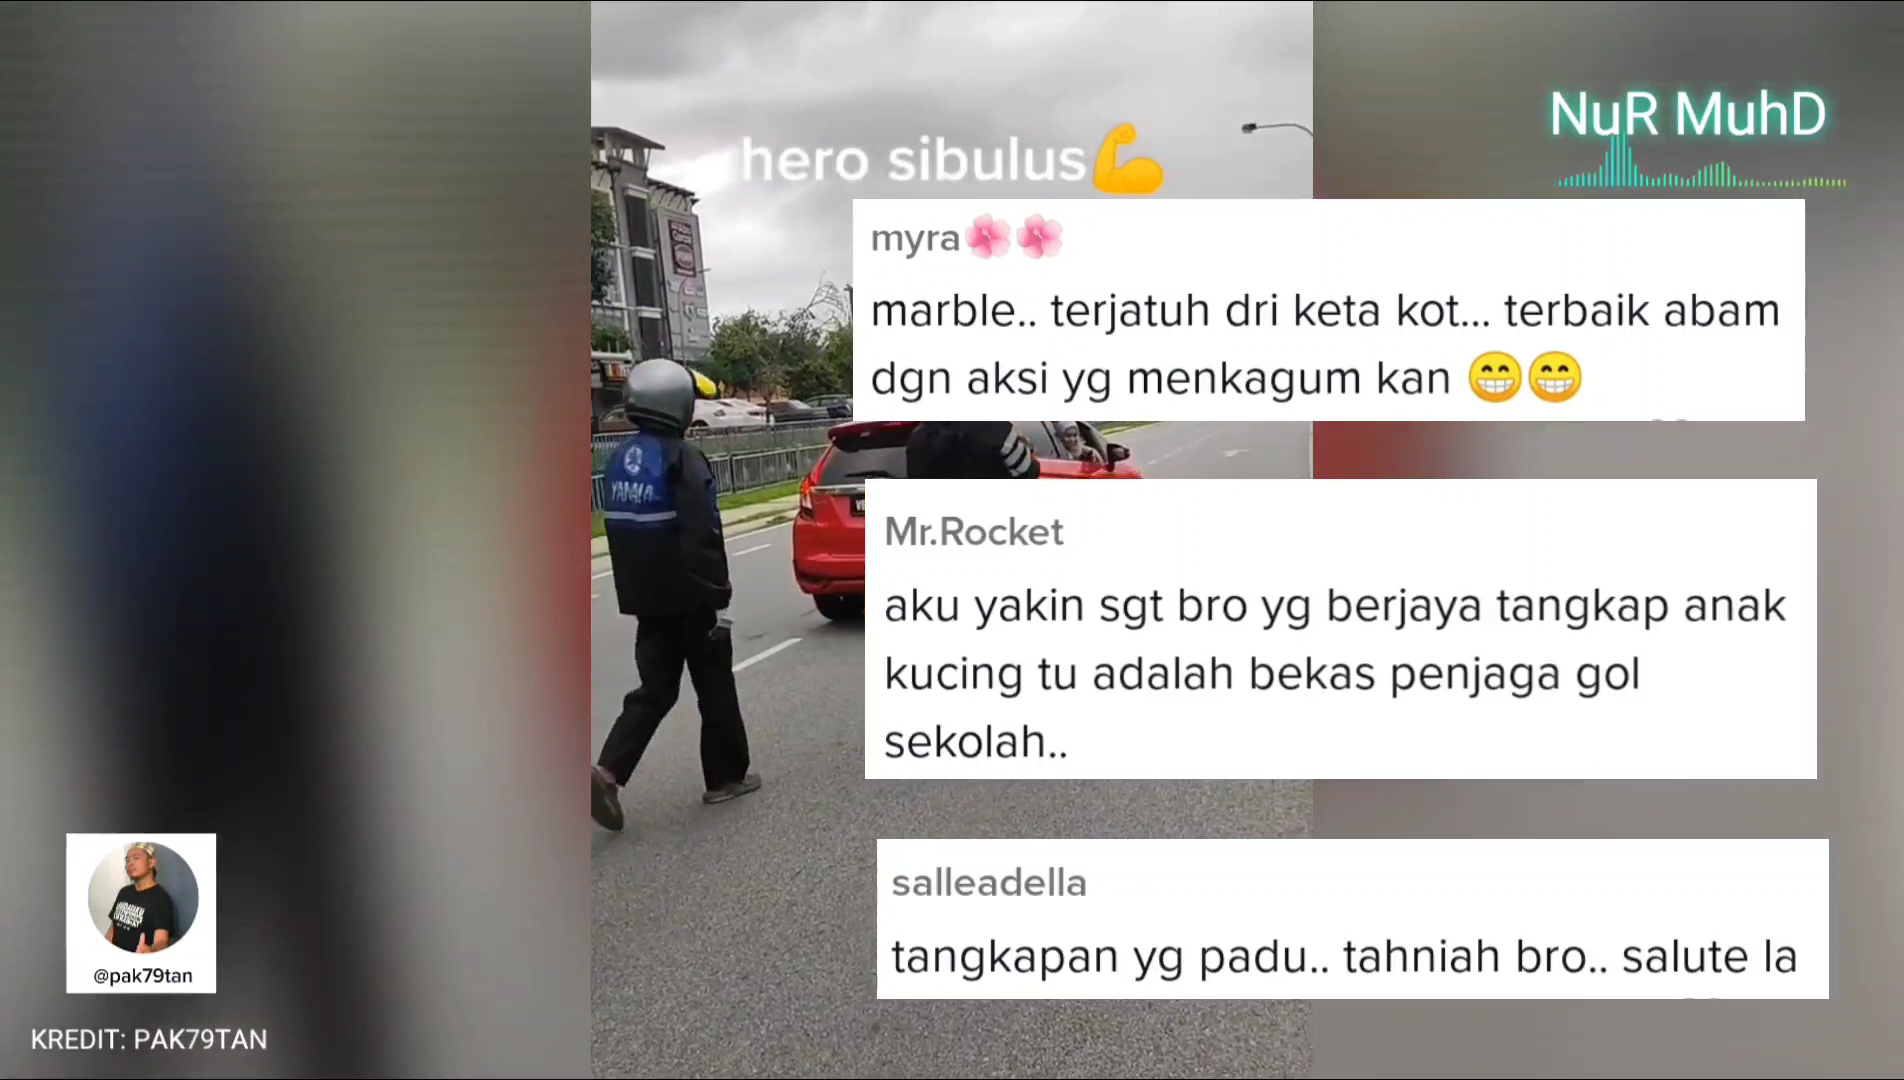 NuR MuhD
hero sibulus💪
myra🌺🌺
marble.. terjatuh dri keta kot... terbaik abam
dgn aksi yg menkagum kan 😁😁
YAMAHA
Mr.Rocket
aku yakin sgt bro yg berjaya tangkap anak
kucing tu adalah bekas penjaga gol
sekolah..
salleadella
tangkapan yg padu.. tahniah bro.. salute la
@pak79tan
KREDIT: PAK79TAN